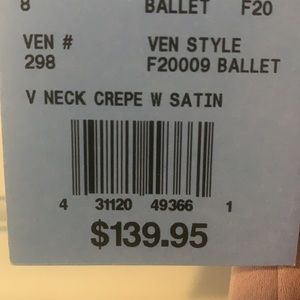 8 BALLET F20
VEN # VEN STYLE
298 F20009 BALLET
V NECK CREPE W SATIN
4 31120 49366 1
$139.95